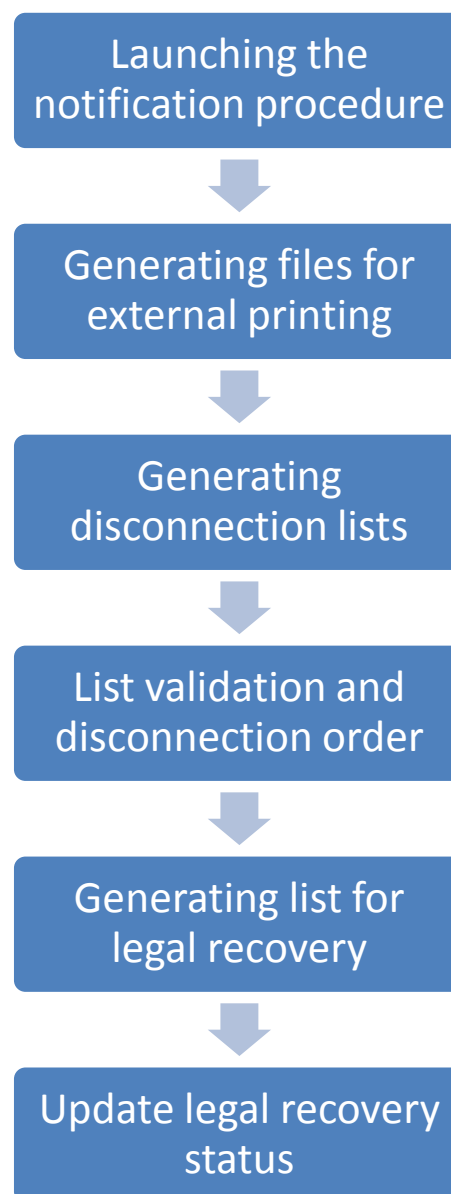 Launching the
notification procedure
Generating files for
external printing
Generating
disconnection lists
List validation and
disconnection order
Generating list for
legal recovery
Update legal recovery
status